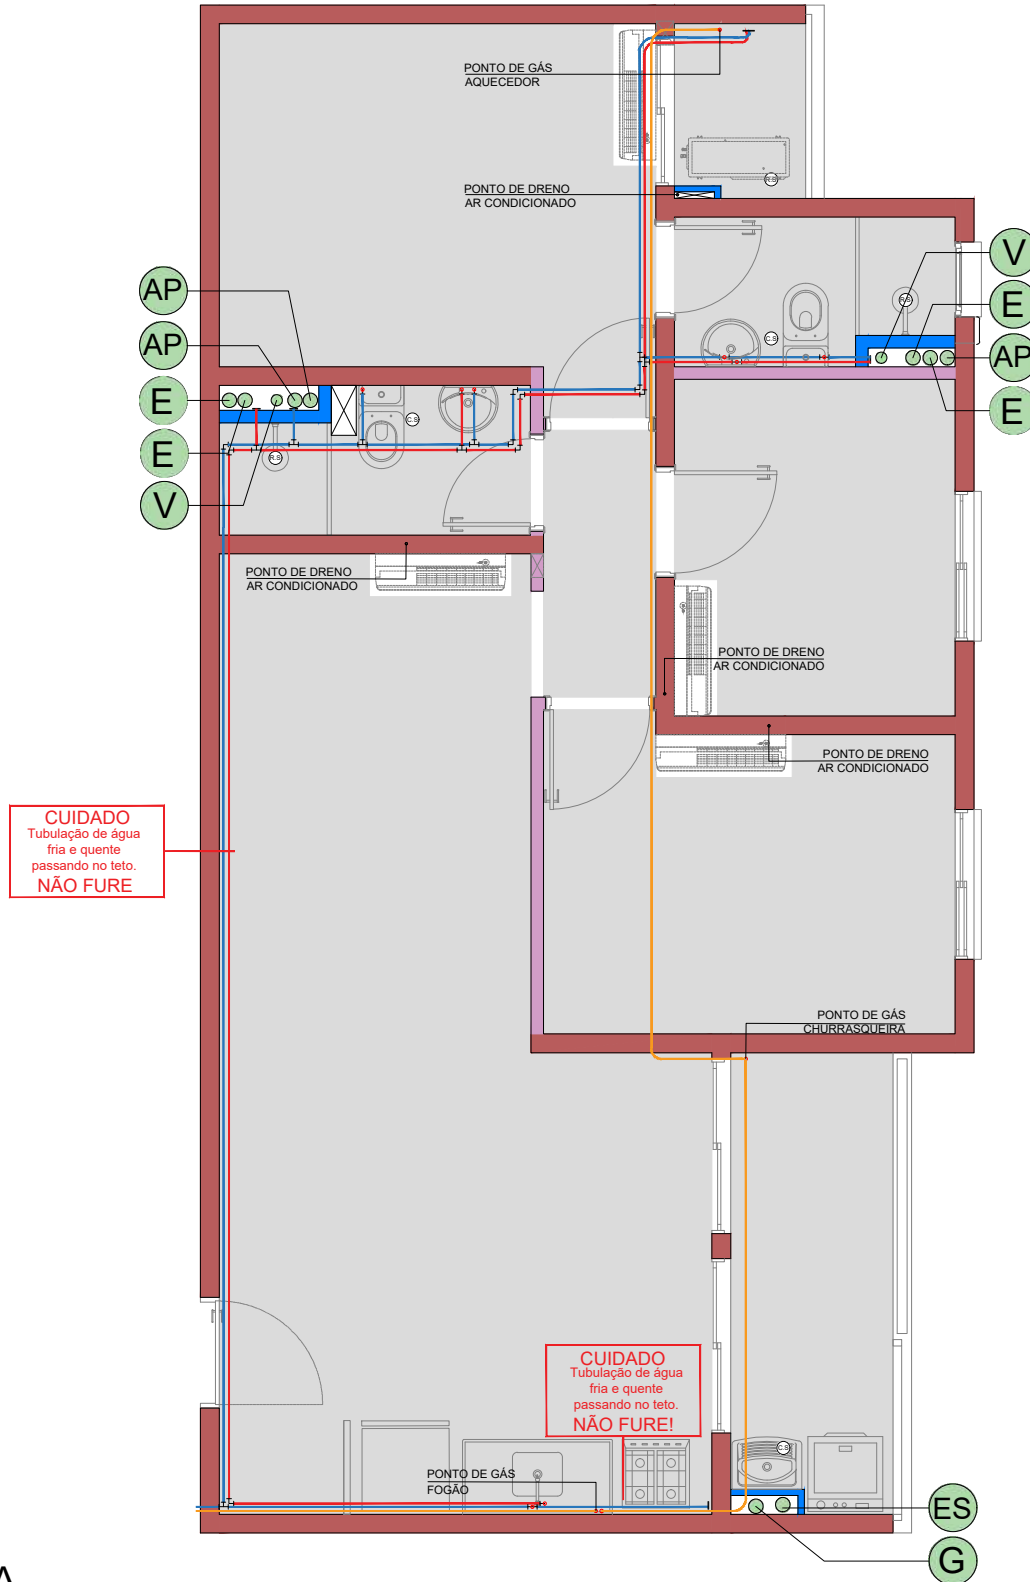 PONTO DE GÁS
AQUECEDOR
PONTO DE DRENO
AR CONDICIONADO
R.S
V
E
AP
E
R.S
C.S
AP
AP
E
E
V
C.S
R.S
PONTO DE DRENO
AR CONDICIONADO
PONTO DE DRENO
AR CONDICIONADO
PONTO DE DRENO
AR CONDICIONADO
CUIDADO
Tubulação de água
fria e quente
passando no teto.
NÃO FURE
PONTO DE GÁS
CHURRASQUEIRA
CUIDADO
Tubulação de água
fria e quente
passando no teto.
NÃO FURE!
PONTO DE GÁS
FOGÃO
C.S
ES
G